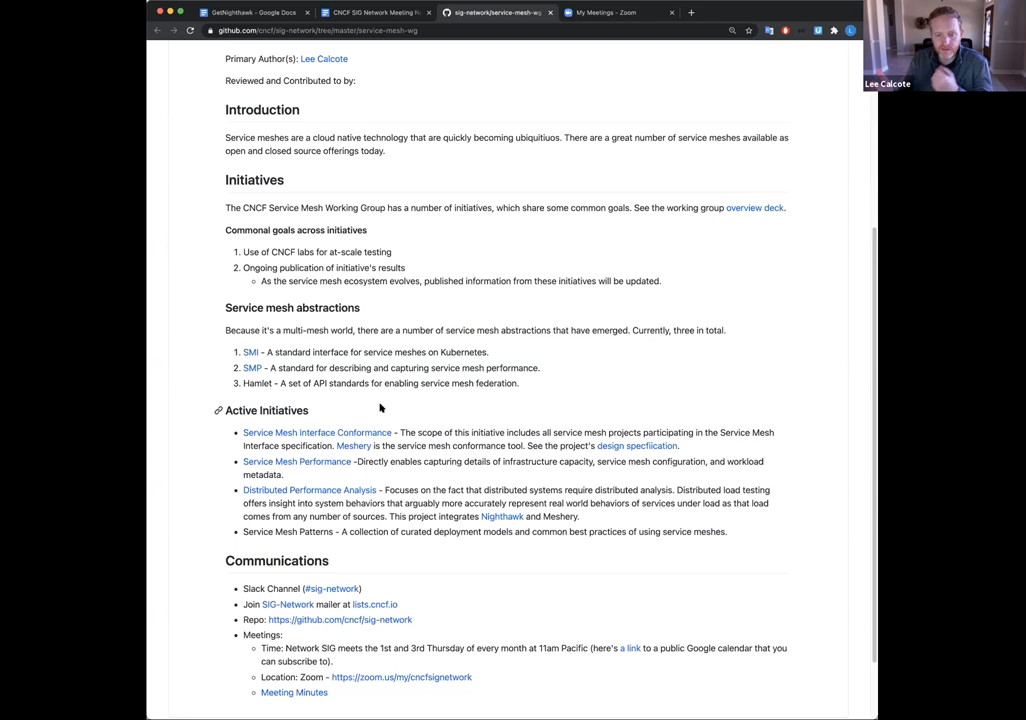 GetNighthawk - Google Docs
CNCF SIG Network Meeting N
sig-network/service-mesh-wg
My Meetings - Zoom
github.com/cncf/sig-network/tree/master/service-mesh-wg
Lee Calcote
Primary Author(s): Lee Calcote
Reviewed and Contributed to by:
Introduction
Service meshes are a cloud native technology that are quickly becoming ubiquitiuos. There are a great number of service meshes available as
open and closed source offerings today.
Initiatives
The CNCF Service Mesh Working Group has a number of initiatives, which share some common goals. See the working group overview deck.
Commonal goals across initiatives
1. Use of CNCF labs for at-scale testing
2. Ongoing publication of initiative's results
As the service mesh ecosystem evolves, published information from these initiatives will be updated.
Service mesh abstractions
Because it's a multi-mesh world, there are a number of service mesh abstractions that have emerged. Currently, three in total.
1. SMI - A standard interface for service meshes on Kubernetes.
2. SMP - A standard for describing and capturing service mesh performance.
3. Hamlet - A set of API standards for enabling service mesh federation.
Active Initiatives
Service Mesh Interface Conformance - The scope of this initiative includes all service mesh projects participating in the Service Mesh
Interface specification. Meshery is the service mesh conformance tool. See the project's design specfiication.
Service Mesh Performance -Directly enables capturing details of infrastructure capacity, service mesh configuration, and workload
metadata.
Distributed Performance Analysis - Focuses on the fact that distributed systems require distributed analysis. Distributed load testing
offers insight into system behaviors that arguably more accurately represent real world behaviors of services under load as that load
comes from any number of sources. This project integrates Nighthawk and Meshery.
Service Mesh Patterns - A collection of curated deployment models and common best practices of using service meshes.
Communications
Slack Channel (#sig-network)
Join SIG-Network mailer at lists.cncf.io
Repo: https://github.com/cncf/sig-network
Meetings:
Time: Network SIG meets the 1st and 3rd Thursday of every month at 11am Pacific (here's a link to a public Google calendar that you
can subscribe to).
Location: Zoom - https://zoom.us/my/cncfsignetwork
Meeting Minutes